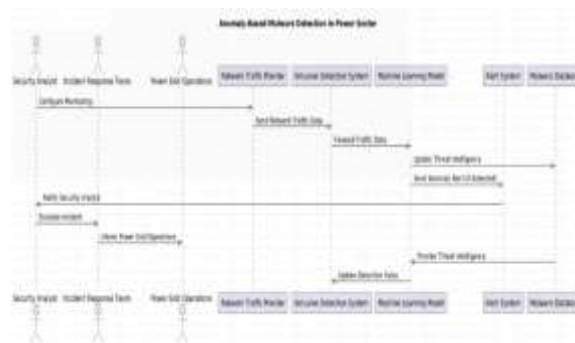 Anomaly-Based Malware Detection in Power Sector
Security Analyst Incident Response Team Power Grid Operations Network Traffic Monitor Intrusion Detection System Machine Learning Model Alert System Malware Database
Configure Monitoring
Send Network Traffic Data
Forward Traffic Data
Update Threat Intelligence
Send Anomaly Alert (if Detected)
Notify Security Analyst
Escalate Incident
Inform Power Grid Operations
Provide Threat Intelligence
Update Detection Rules
Security Analyst Incident Response Team Power Grid Operations Network Traffic Monitor Intrusion Detection System Machine Learning Model Alert System Malware Database